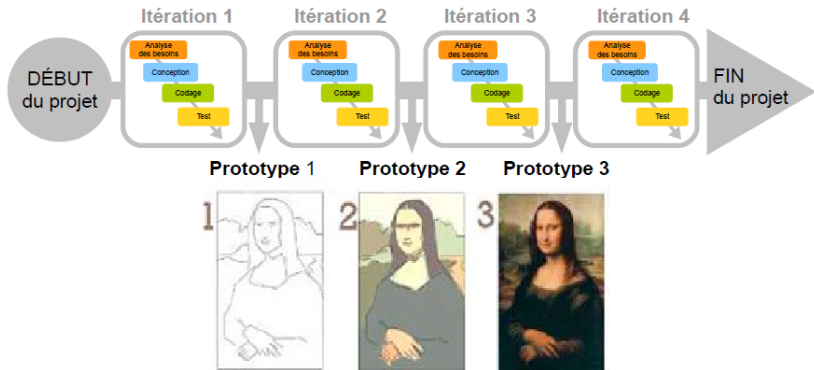 Itération 1
Itération 2
Itération 3
Itération 4
DÉBUT
du projet
Analyse
des besoins
Conception
Codage
Test
Analyse
des besoins
Conception
Codage
Test
Analyse
des besoins
Conception
Codage
Test
Analyse
des besoins
Conception
Codage
Test
FIN
du projet
Prototype 1
Prototype 2
Prototype 3
1
2
3